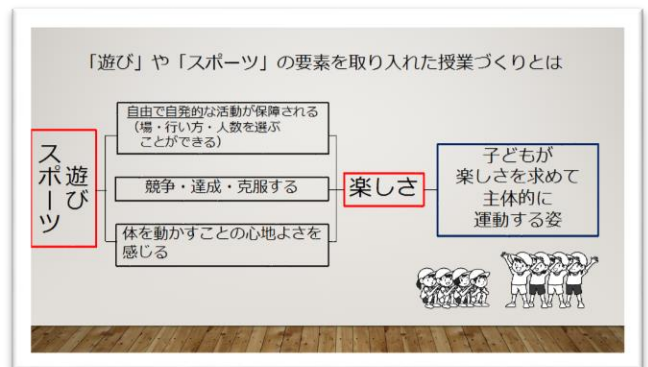 「遊び」や「スポーツ」の要素を取り入れた授業づくりとは
遊び
スポーツ
自由で自発的な活動が保障される
（場・行い方・人数を選ぶ
ことができる）
競争・達成・克服する
体を動かすことの心地よさを
感じる
楽しさ
子どもが
楽しさを求めて
主体的に
運動する姿